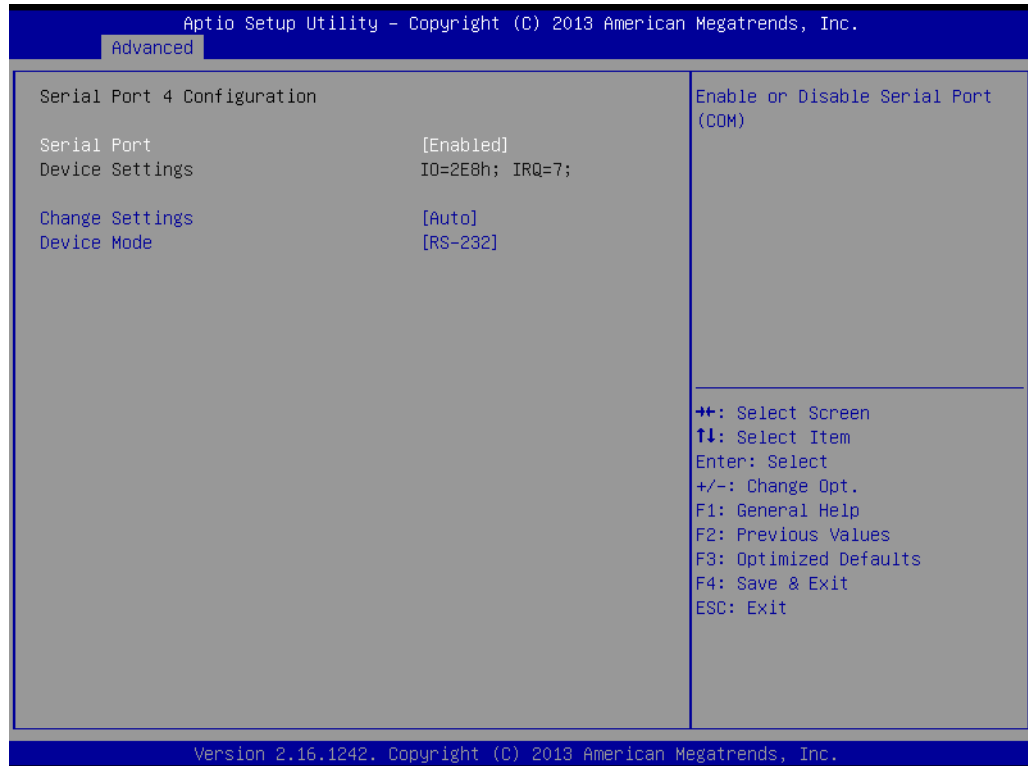 Aptio Setup Utility – Copyright (C) 2013 American Megatrends, Inc.
Advanced
Serial Port 4 Configuration
Serial Port [Enabled]
Device Settings IO=2E8h; IRQ=7;
Change Settings [Auto]
Device Mode [RS-232]
Enable or Disable Serial Port
(COM)
→←: Select Screen
↑↓: Select Item
Enter: Select
+/-: Change Opt.
F1: General Help
F2: Previous Values
F3: Optimized Defaults
F4: Save & Exit
ESC: Exit
Version 2.16.1242. Copyright (C) 2013 American Megatrends, Inc.